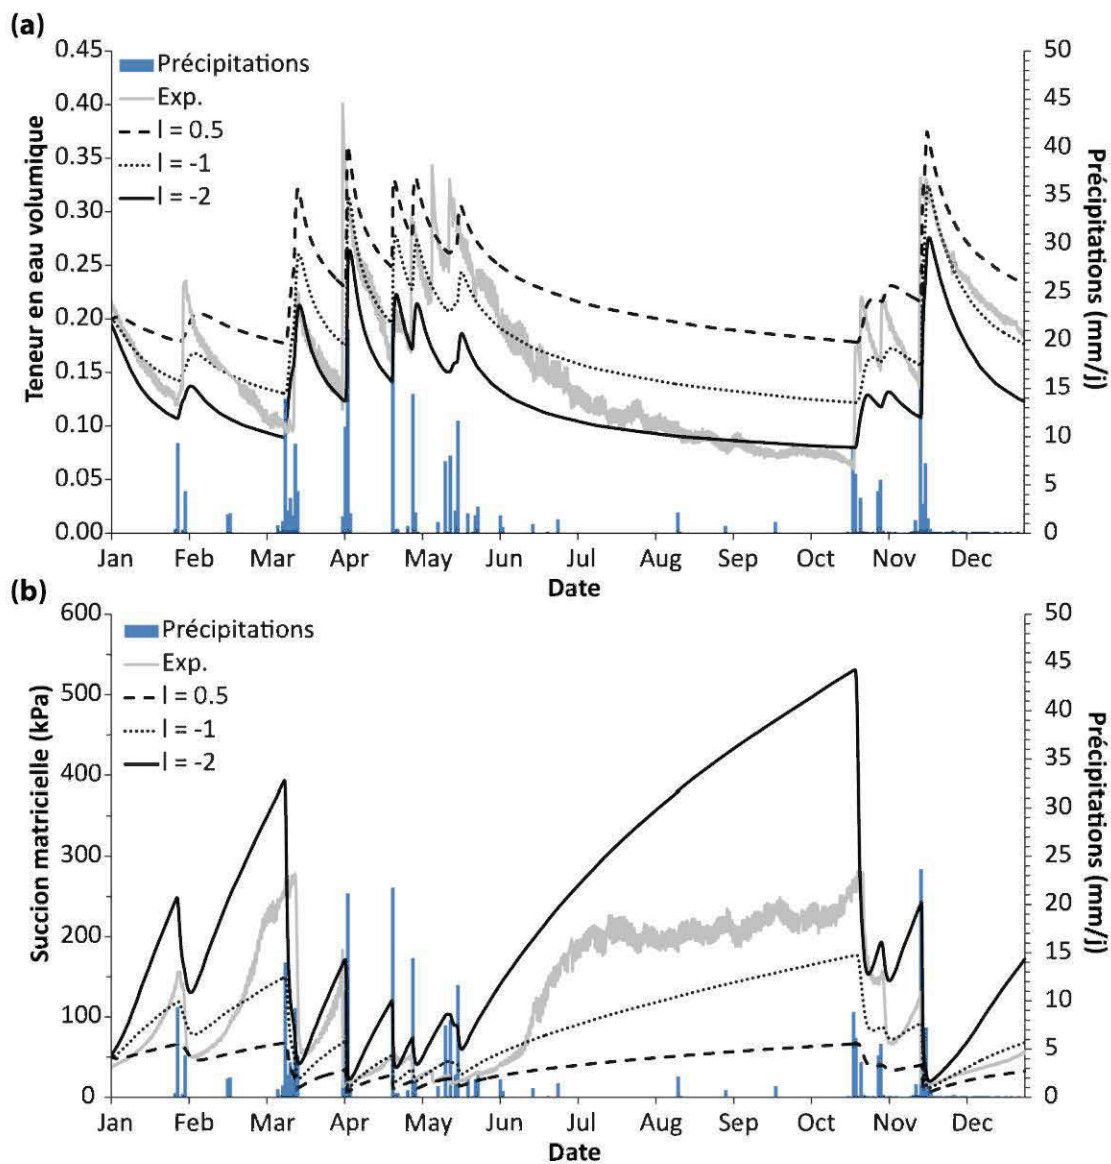 (a)
0.45
0.40
0.35
0.30
0.25
0.20
0.15
0.10
0.05
0.00
Teneur en eau volumique
Précipitations
Exp.
l = 0.5
l = -1
l = -2
50
45
40
35
30
25
20
15
10
5
0
Précipitations (mm/j)
Jan Feb Mar Apr May Jun Jul Aug Sep Oct Nov Dec
Date
(b)
600
500
400
300
200
100
0
Succion matricielle (kPa)
Précipitations
Exp.
l = 0.5
l = -1
l = -2
50
45
40
35
30
25
20
15
10
5
0
Précipitations (mm/j)
Jan Feb Mar Apr May Jun Jul Aug Sep Oct Nov Dec
Date